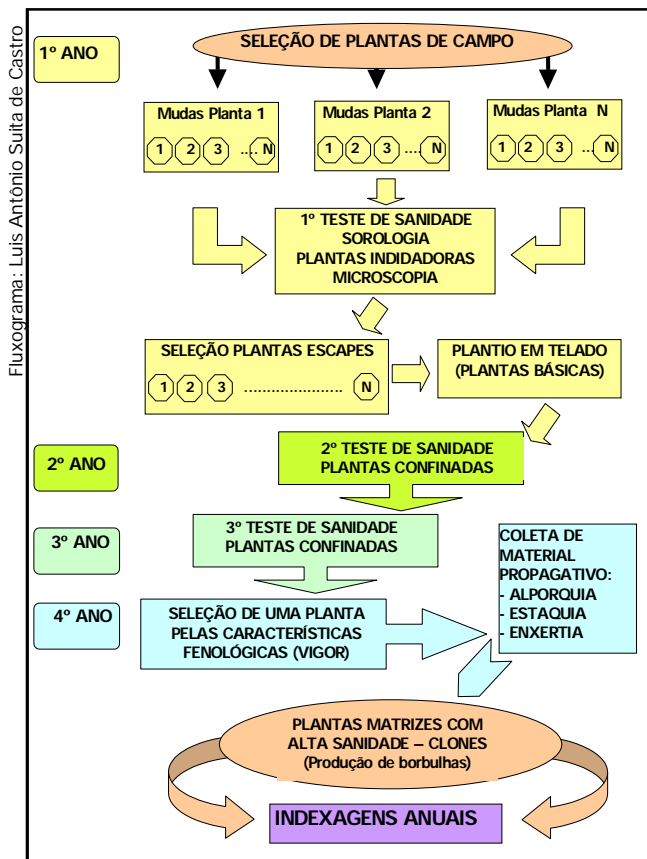 Fluxograma: Luis Antônio Suita de Castro
1º ANO
SELEÇÃO DE PLANTAS DE CAMPO
Mudas Planta 1
1 2 3 .... N
Mudas Planta 2
1 2 3 .... N
Mudas Planta N
1 2 3 ... N
1º TESTE DE SANIDADE
SOROLOGIA
PLANTAS INDIDADORAS
MICROSCOPIA
SELEÇÃO PLANTAS ESCAPES
1 2 3 ...................... N
PLANTIO EM TELADO
(PLANTAS BÁSICAS)
2º ANO
2º TESTE DE SANIDADE
PLANTAS CONFINADAS
3º ANO
3º TESTE DE SANIDADE
PLANTAS CONFINADAS
COLETA DE
MATERIAL
PROPAGATIVO:
- ALPORQUIA
- ESTAQUIA
- ENXERTIA
4º ANO
SELEÇÃO DE UMA PLANTA
PELAS CARACTERÍSTICAS
FENOLÓGICAS (VIGOR)
PLANTAS MATRIZES COM
ALTA SANIDADE – CLONES
(Produção de borbulhas)
INDEXAGENS ANUAIS